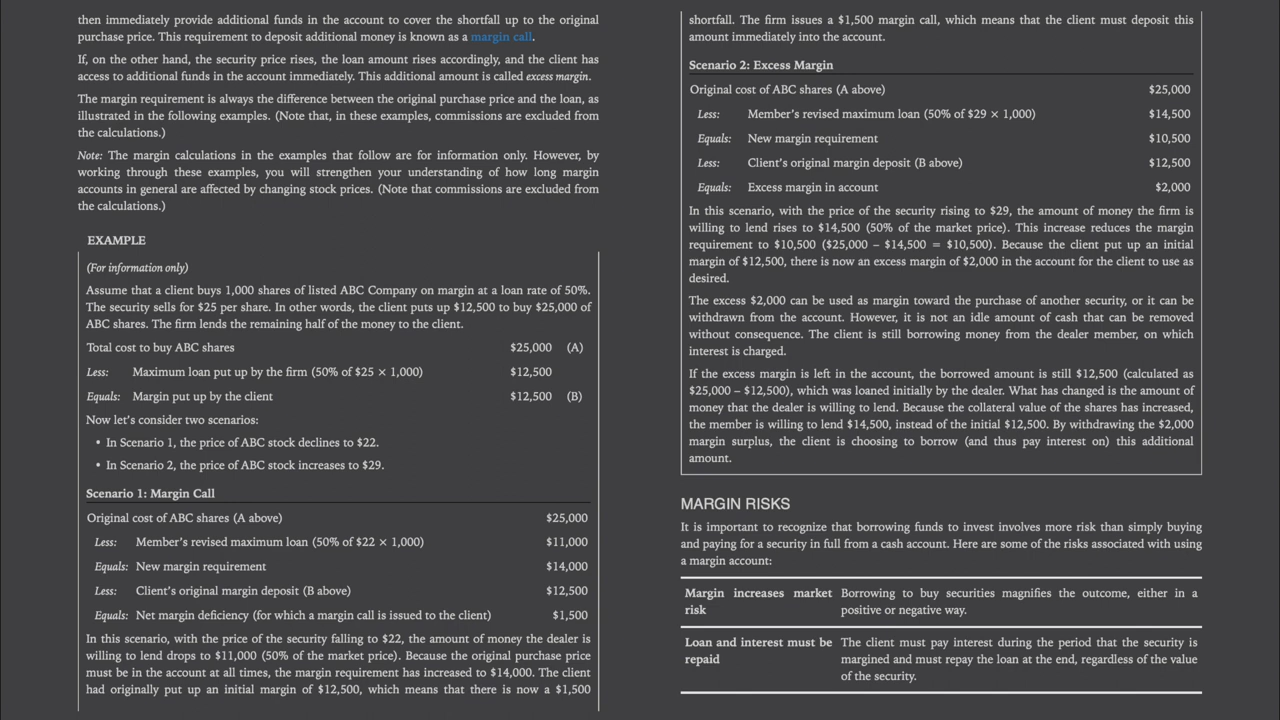 then immediately provide additional funds in the account to cover the shortfall up to the original
purchase price. This requirement to deposit additional money is known as a margin call.
If, on the other hand, the security price rises, the loan amount rises accordingly, and the client has
access to additional funds in the account immediately. This additional amount is called excess margin.
The margin requirement is always the difference between the original purchase price and the loan, as
illustrated in the following examples. (Note that, in these examples, commissions are excluded from
the calculations.)
Note: The margin calculations in the examples that follow are for information only. However, by
working through these examples, you will strengthen your understanding of how long margin
accounts in general are affected by changing stock prices. (Note that commissions are excluded from
the calculations.)
EXAMPLE
(For information only)
Assume that a client buys 1,000 shares of listed ABC Company on margin at a loan rate of 50%.
The security sells for $25 per share. In other words, the client puts up $12,500 to buy $25,000 of
ABC shares. The firm lends the remaining half of the money to the client.
Total cost to buy ABC shares $25,000 (A)
Less: Maximum loan put up by the firm (50% of $25 × 1,000) $12,500
Equals: Margin put up by the client $12,500 (B)
Now let's consider two scenarios:
• In Scenario 1, the price of ABC stock declines to $22.
• In Scenario 2, the price of ABC stock increases to $29.
Scenario 1: Margin Call
Original cost of ABC shares (A above) $25,000
Less: Member's revised maximum loan (50% of $22 × 1,000) $11,000
Equals: New margin requirement $14,000
Less: Client's original margin deposit (B above) $12,500
Equals: Net margin deficiency (for which a margin call is issued to the client) $1,500
In this scenario, with the price of the security falling to $22, the amount of money the dealer is
willing to lend drops to $11,000 (50% of the market price). Because the original purchase price
must be in the account at all times, the margin requirement has increased to $14,000. The client
had originally put up an initial margin of $12,500, which means that there is now a $1,500
shortfall. The firm issues a $1,500 margin call, which means that the client must deposit this
amount immediately into the account.
Scenario 2: Excess Margin
Original cost of ABC shares (A above) $25,000
Less: Member's revised maximum loan (50% of $29 × 1,000) $14,500
Equals: New margin requirement $10,500
Less: Client's original margin deposit (B above) $12,500
Equals: Excess margin in account $2,000
In this scenario, with the price of the security rising to $29, the amount of money the firm is
willing to lend rises to $14,500 (50% of the market price). This increase reduces the margin
requirement to $10,500 ($25,000 – $14,500 = $10,500). Because the client put up an initial
margin of $12,500, there is now an excess margin of $2,000 in the account for the client to use as
desired.
The excess $2,000 can be used as margin toward the purchase of another security, or it can be
withdrawn from the account. However, it is not an idle amount of cash that can be removed
without consequence. The client is still borrowing money from the dealer member, on which
interest is charged.
If the excess margin is left in the account, the borrowed amount is still $12,500 (calculated as
$25,000 – $12,500), which was loaned initially by the dealer. What has changed is the amount of
money that the dealer is willing to lend. Because the collateral value of the shares has increased,
the member is willing to lend $14,500, instead of the initial $12,500. By withdrawing the $2,000
margin surplus, the client is choosing to borrow (and thus pay interest on) this additional
amount.
MARGIN RISKS
It is important to recognize that borrowing funds to invest involves more risk than simply buying
and paying for a security in full from a cash account. Here are some of the risks associated with using
a margin account:
Margin increases market Borrowing to buy securities magnifies the outcome, either in a
risk positive or negative way.
Loan and interest must be The client must pay interest during the period that the security is
repaid margined and must repay the loan at the end, regardless of the value
of the security.